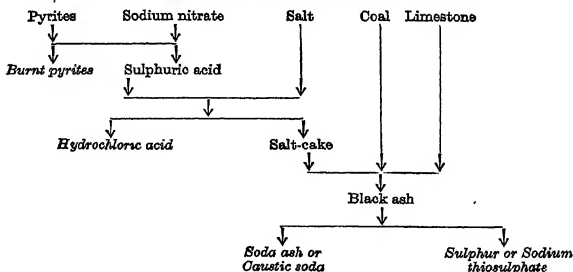 Pyrites Sodium nitrate Salt Coal Limestone
Burnt pyrites Sulphuric acid
Hydrochloric acid Salt-cake
Black ash
Soda ash or Sulphur or Sodium
Caustic soda thiosulphate